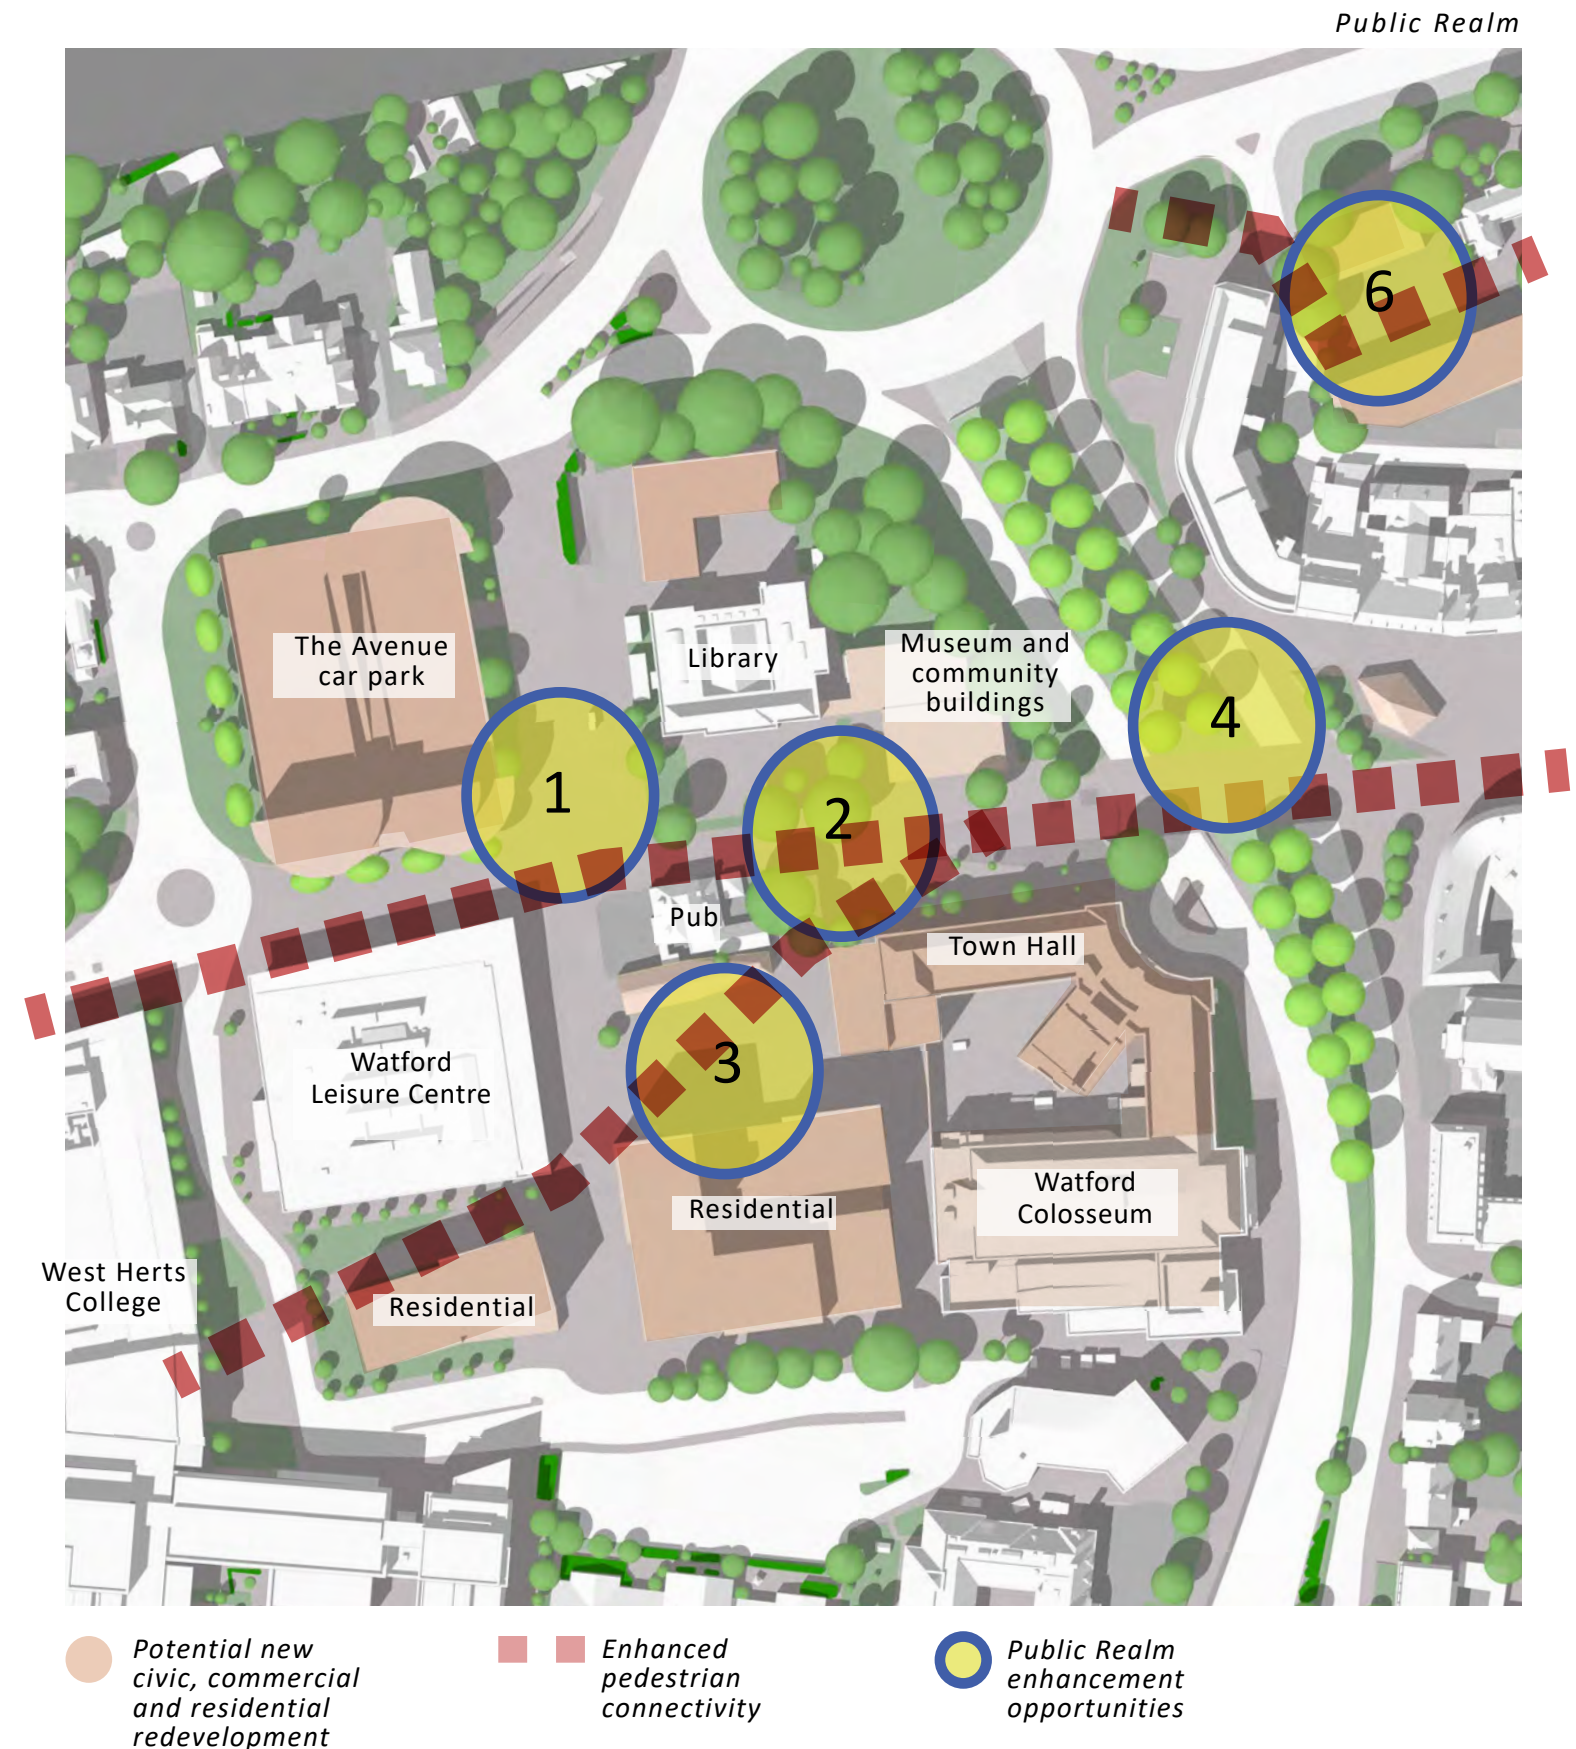 Public Realm
6
The Avenue
car park
Library
Museum and
community
buildings
4
1
2
Pub
Town Hall
Watford
Leisure Centre
3
Residential
Watford
Colosseum
West Herts
College
Residential
Potential new
civic, commercial
and residential
redevelopment
Enhanced
pedestrian
connectivity
Public Realm
enhancement
opportunities